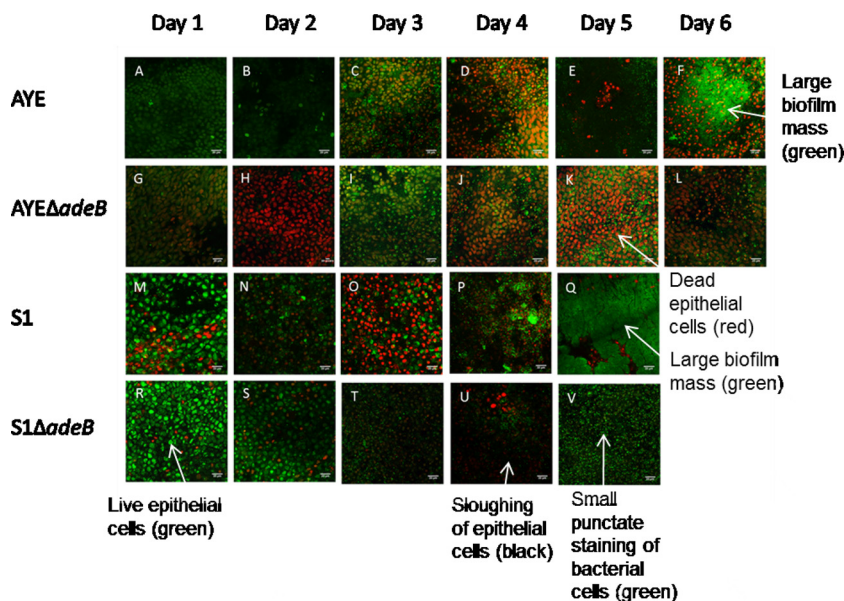 Day 1 Day 2 Day 3 Day 4 Day 5 Day 6
AYE
A B C D E F
Large
biofilm
mass
(green)
AYEΔadeB
G H I J K L
S1
M N O P Q
Dead
epithelial
cells (red)
Large biofilm
mass (green)
S1ΔadeB
R S T U V
Live epithelial
cells (green)
Sloughing
of epithelial
cells (black)
Small
punctate
staining of
bacterial
cells (green)